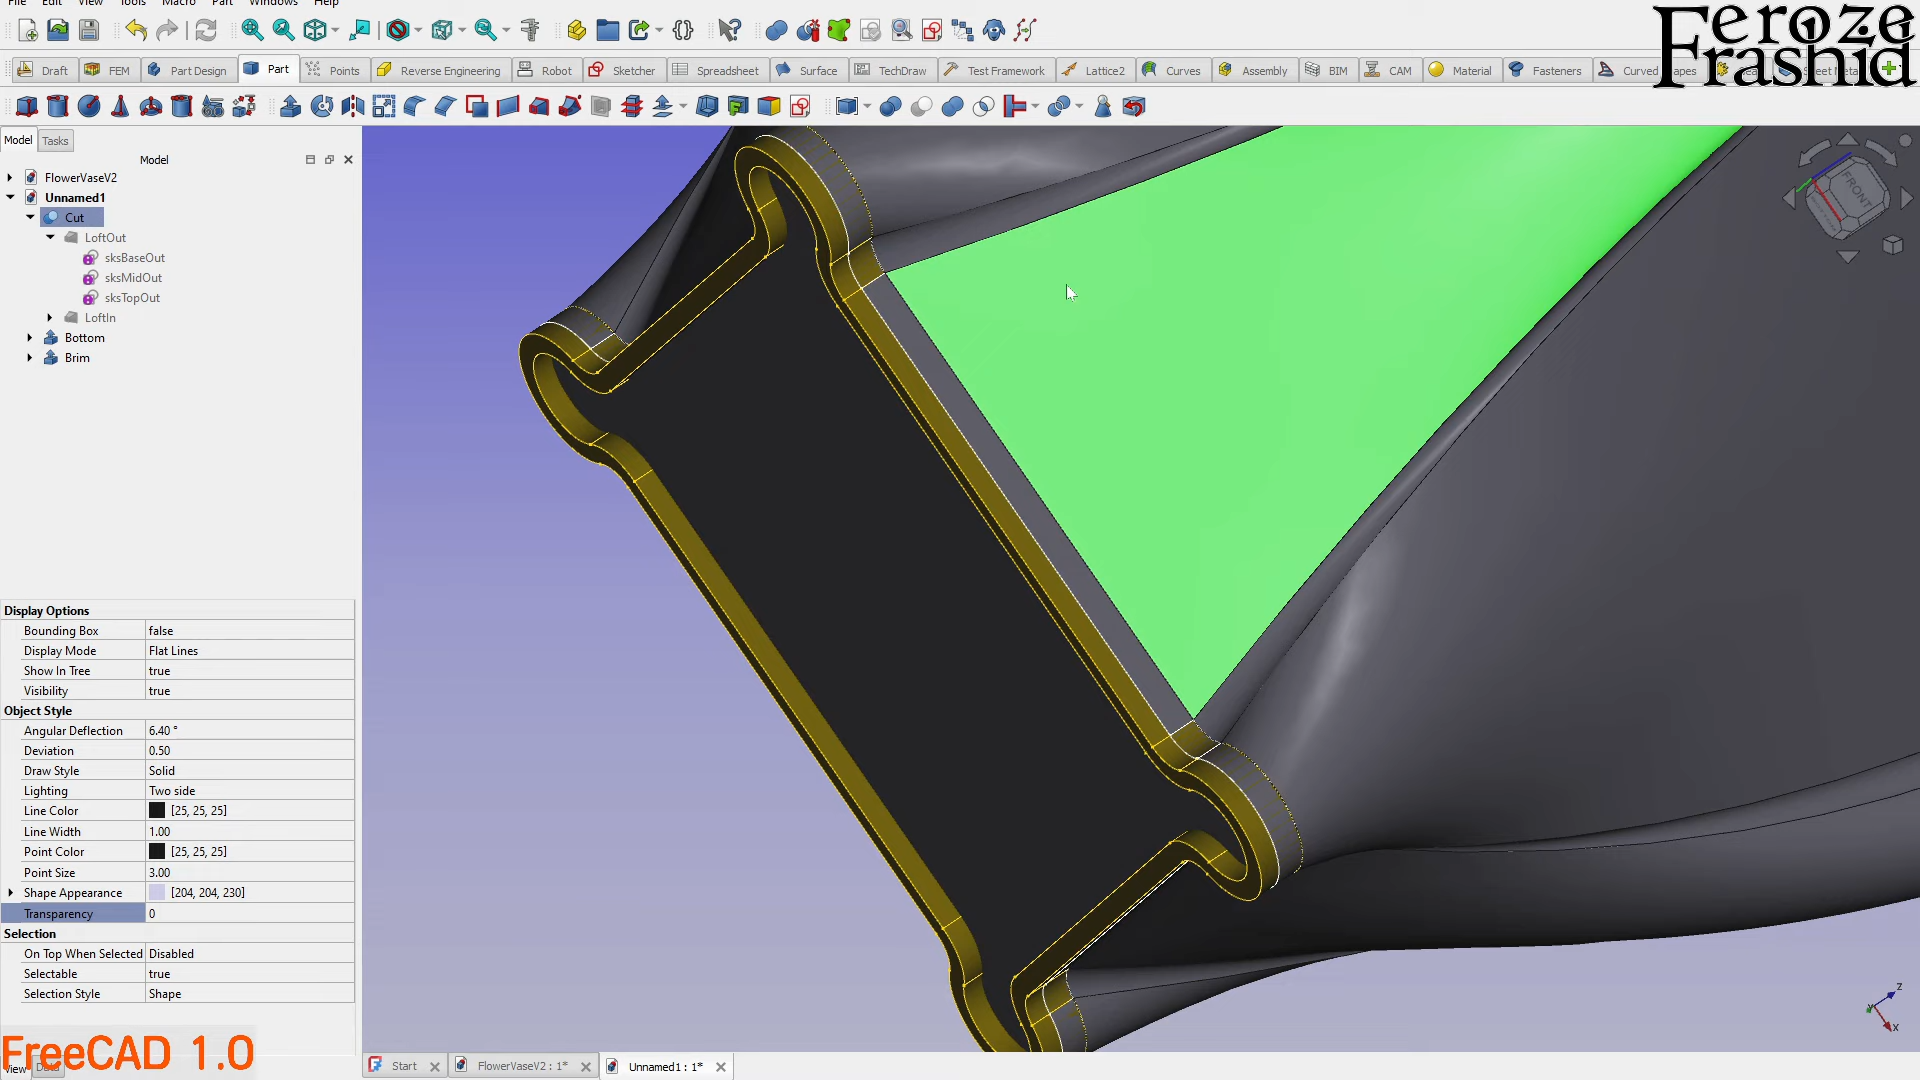 File Edit View Tools Macro Part Windows Help
Feroze
Frashid
Draft FEM Part Design Part Points Reverse Engineering Robot Sketcher Spreadsheet Surface TechDraw Test Framework Lattice2 Curves Assembly BIM CAM Material Fasteners Curved Shapes
Model Tasks
Model
FlowerVaseV2
Unnamed1
Cut
LoftOut
sksBaseOut
sksMidOut
sksTopOut
LoftIn
Bottom
Brim
FRONT
Display Options
Bounding Box false
Display Mode Flat Lines
Show In Tree true
Visibility true
Object Style
Angular Deflection 6.40 °
Deviation 0.50
Draw Style Solid
Lighting Two side
Line Color [25, 25, 25]
Line Width 1.00
Point Color [25, 25, 25]
Point Size 3.00
Shape Appearance [204, 204, 230]
Transparency 0
Selection
On Top When Selected Disabled
Selectable true
Selection Style Shape
FreeCAD 1.0
View Data
Start FlowerVaseV2 : 1* Unnamed1 : 1*
Z
Y
X